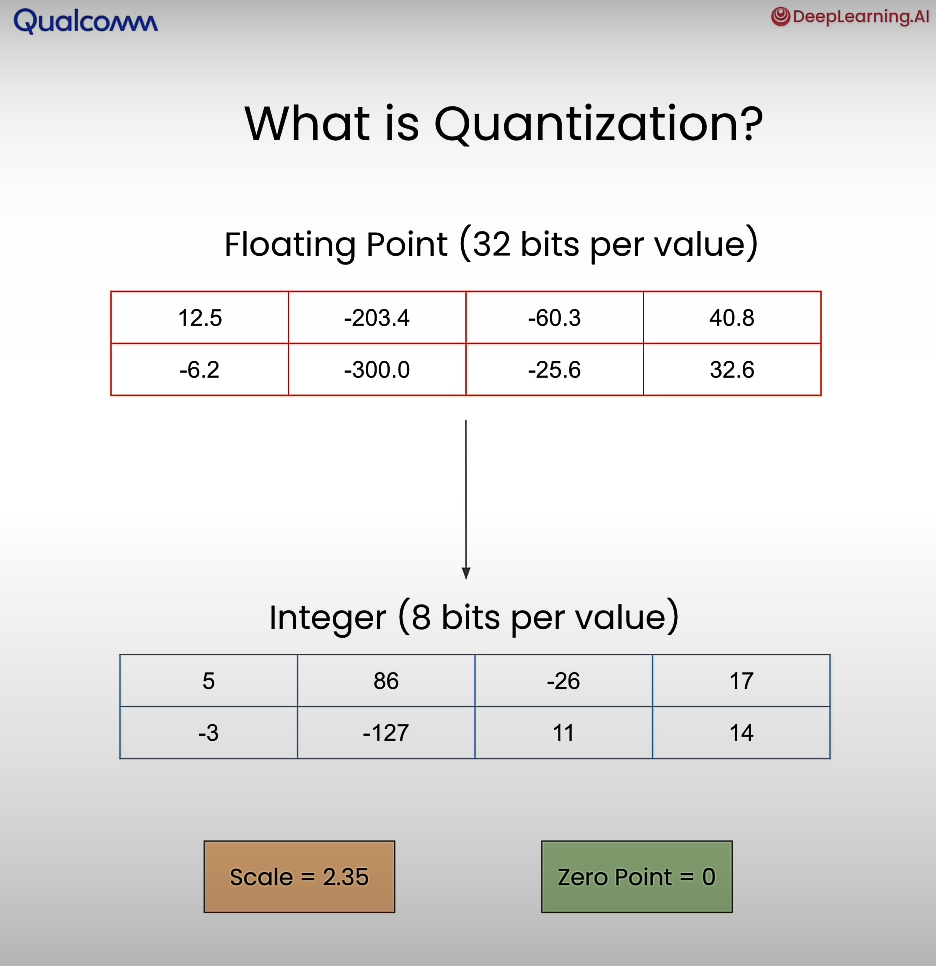 Qualcomm
DeepLearning.AI
What is Quantization?
Floating Point (32 bits per value)
12.5 -203.4 -60.3 40.8
-6.2 -300.0 -25.6 32.6
Integer (8 bits per value)
5 86 -26 17
-3 -127 11 14
Scale = 2.35 Zero Point = 0